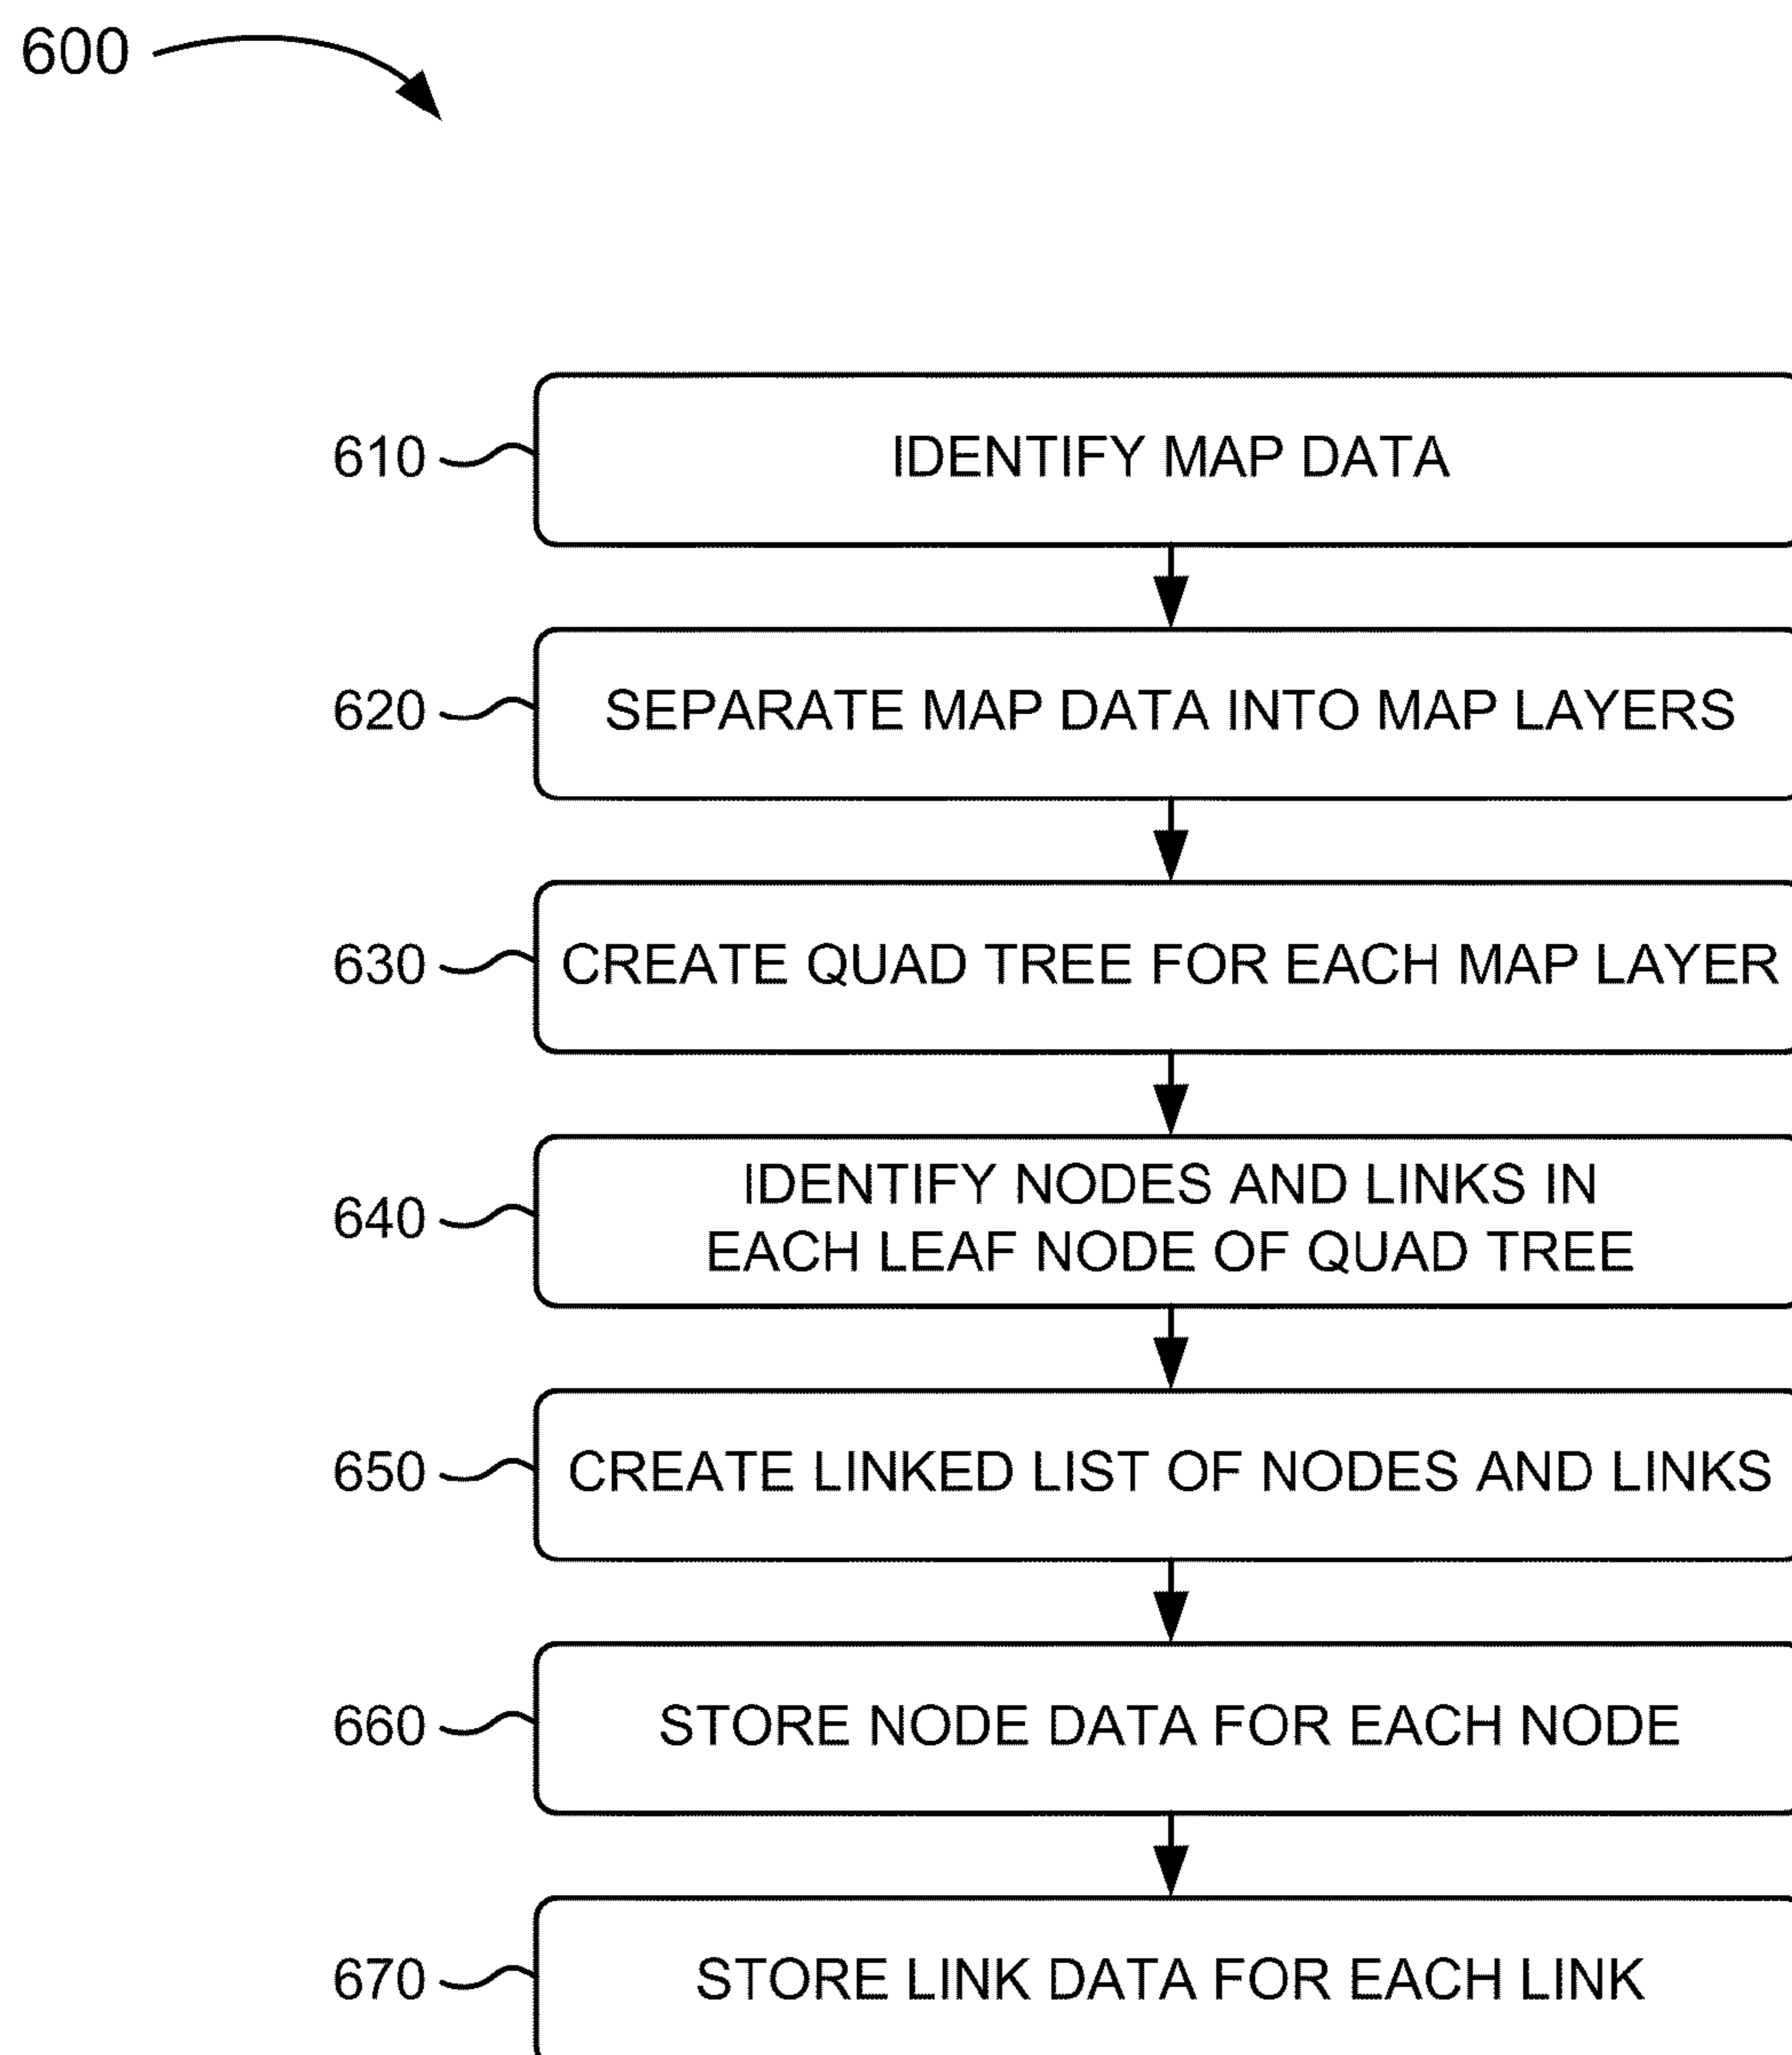 600
610
IDENTIFY MAP DATA
620
SEPARATE MAP DATA INTO MAP LAYERS
630
CREATE QUAD TREE FOR EACH MAP LAYER
640
IDENTIFY NODES AND LINKS IN
EACH LEAF NODE OF QUAD TREE
650
CREATE LINKED LIST OF NODES AND LINKS
660
STORE NODE DATA FOR EACH NODE
670
STORE LINK DATA FOR EACH LINK